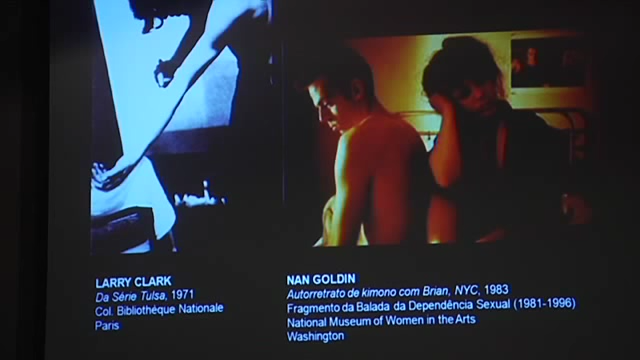 LARRY CLARK
Da Série Tulsa, 1971
Col. Bibliothéque Nationale
Paris
NAN GOLDIN
Autorretrato de kimono com Brian, NYC, 1983
Fragmento da Balada da Dependência Sexual (1981-1996)
National Museum of Women in the Arts
Washington